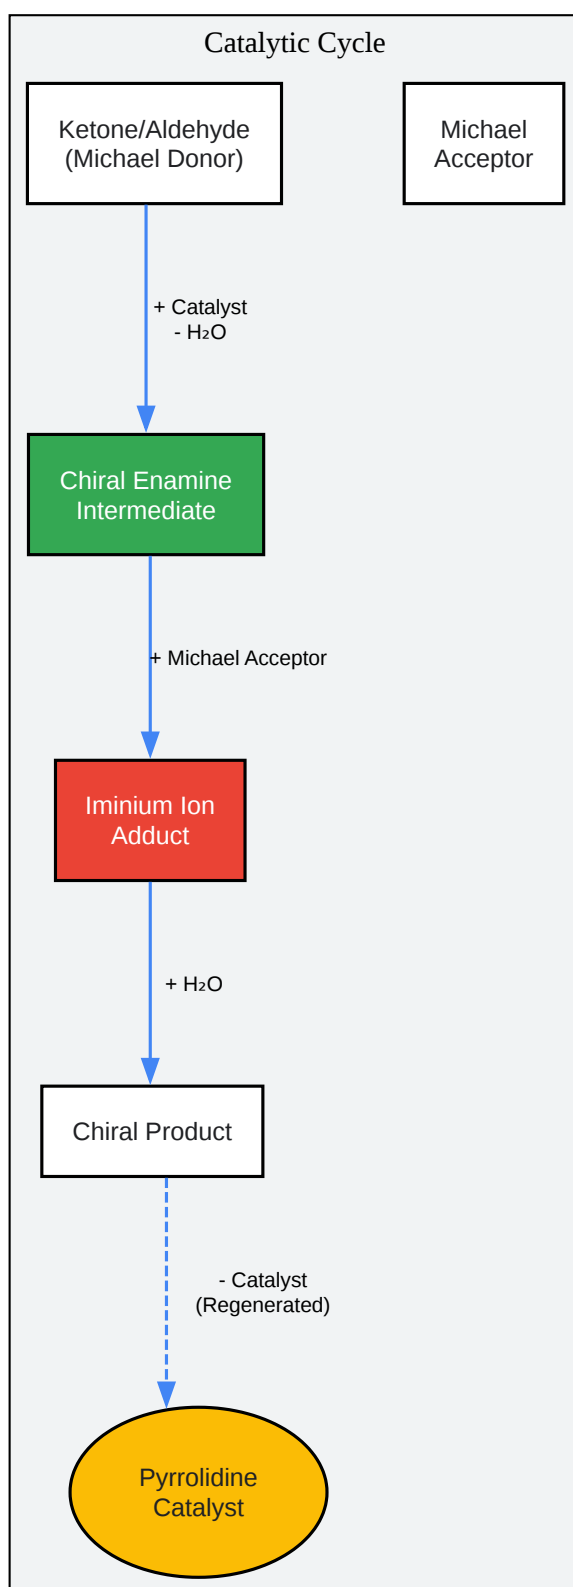 Catalytic Cycle
Ketone/Aldehyde
(Michael Donor)
Michael
Acceptor
+ Catalyst
- H₂O
Chiral Enamine
Intermediate
+ Michael Acceptor
Iminium Ion
Adduct
+ H₂O
Chiral Product
- Catalyst
(Regenerated)
Pyrrolidine
Catalyst